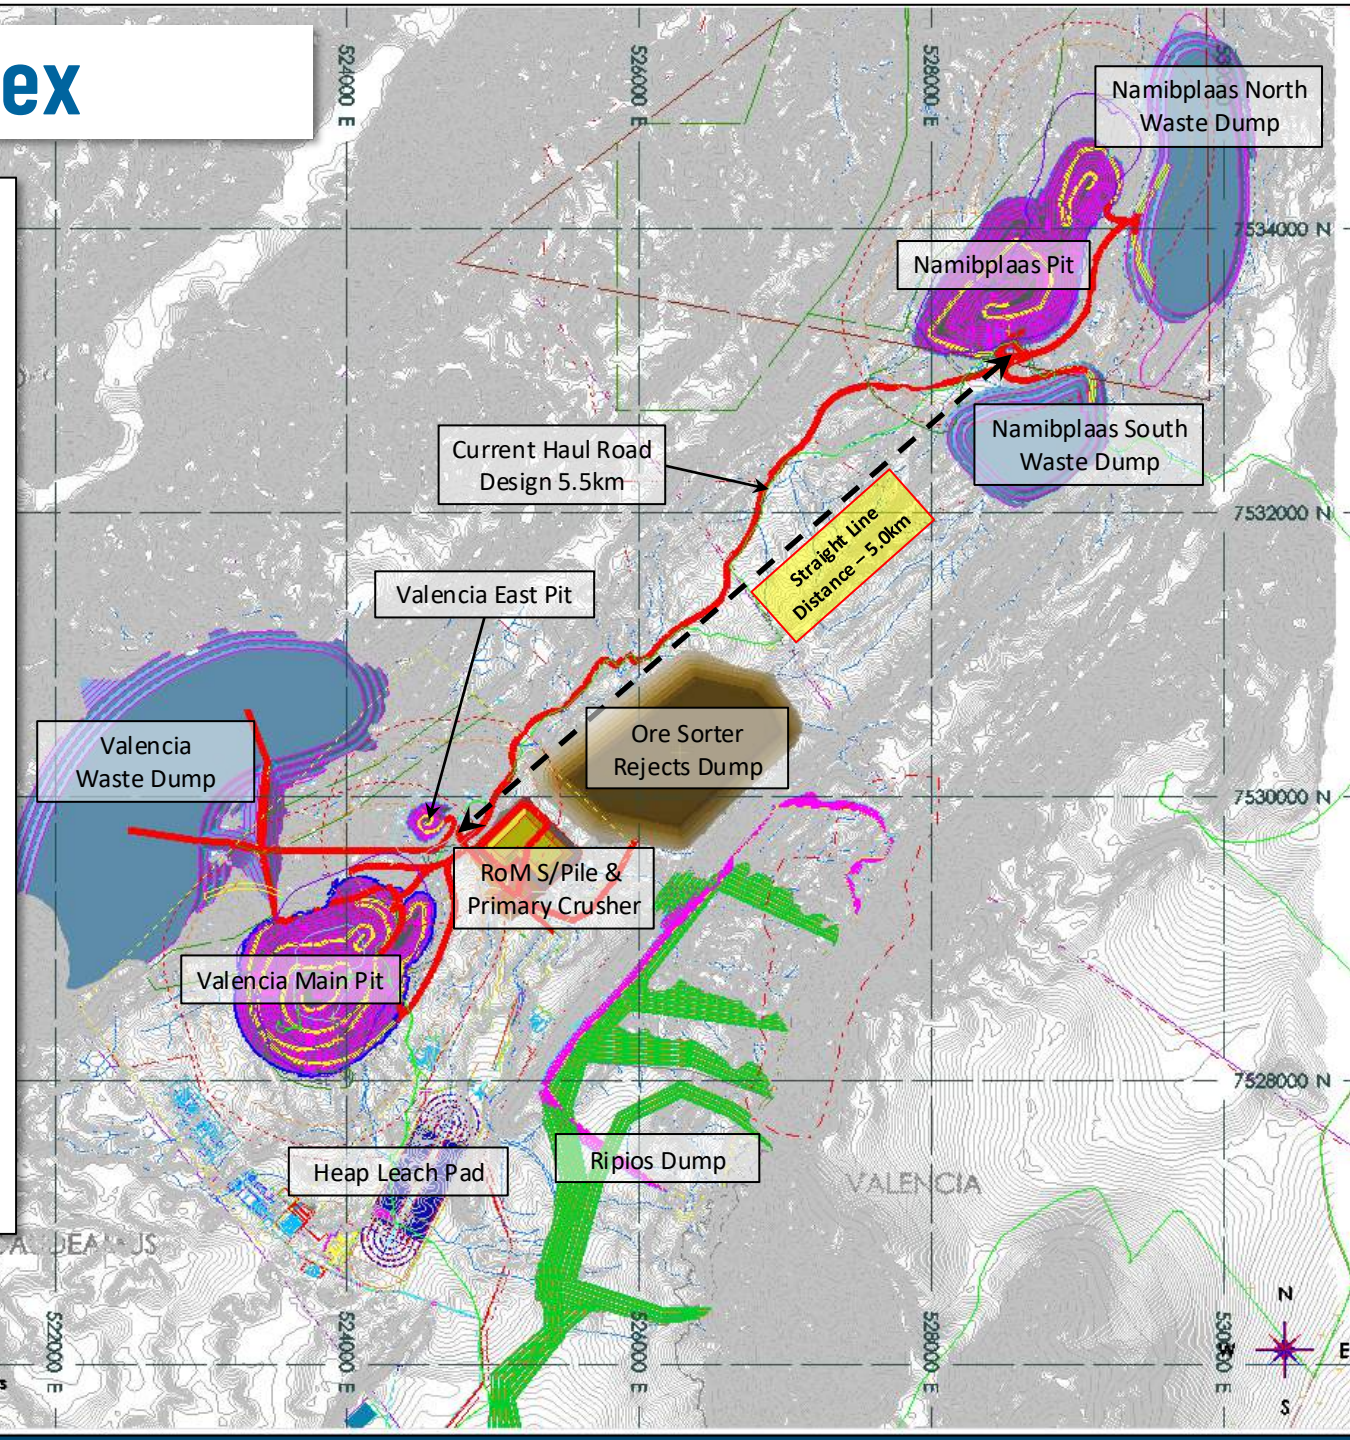 ex
524000 E
526000 E
528000 E
Namibplaas North
Waste Dump
7534000 N
Namibplaas Pit
Current Haul Road
Design 5.5km
Namibplaas South
Waste Dump
7532000 N
Straight Line
Distance – 5.0km
Valencia East Pit
Valencia
Waste Dump
Ore Sorter
Rejects Dump
7530000 N
RoM S/Pile &
Primary Crusher
Valencia Main Pit
7528000 N
Heap Leach Pad
Ripios Dump
VALENCIA
522000 E
524000 E
526000 E
528000 E
N
W
E
S